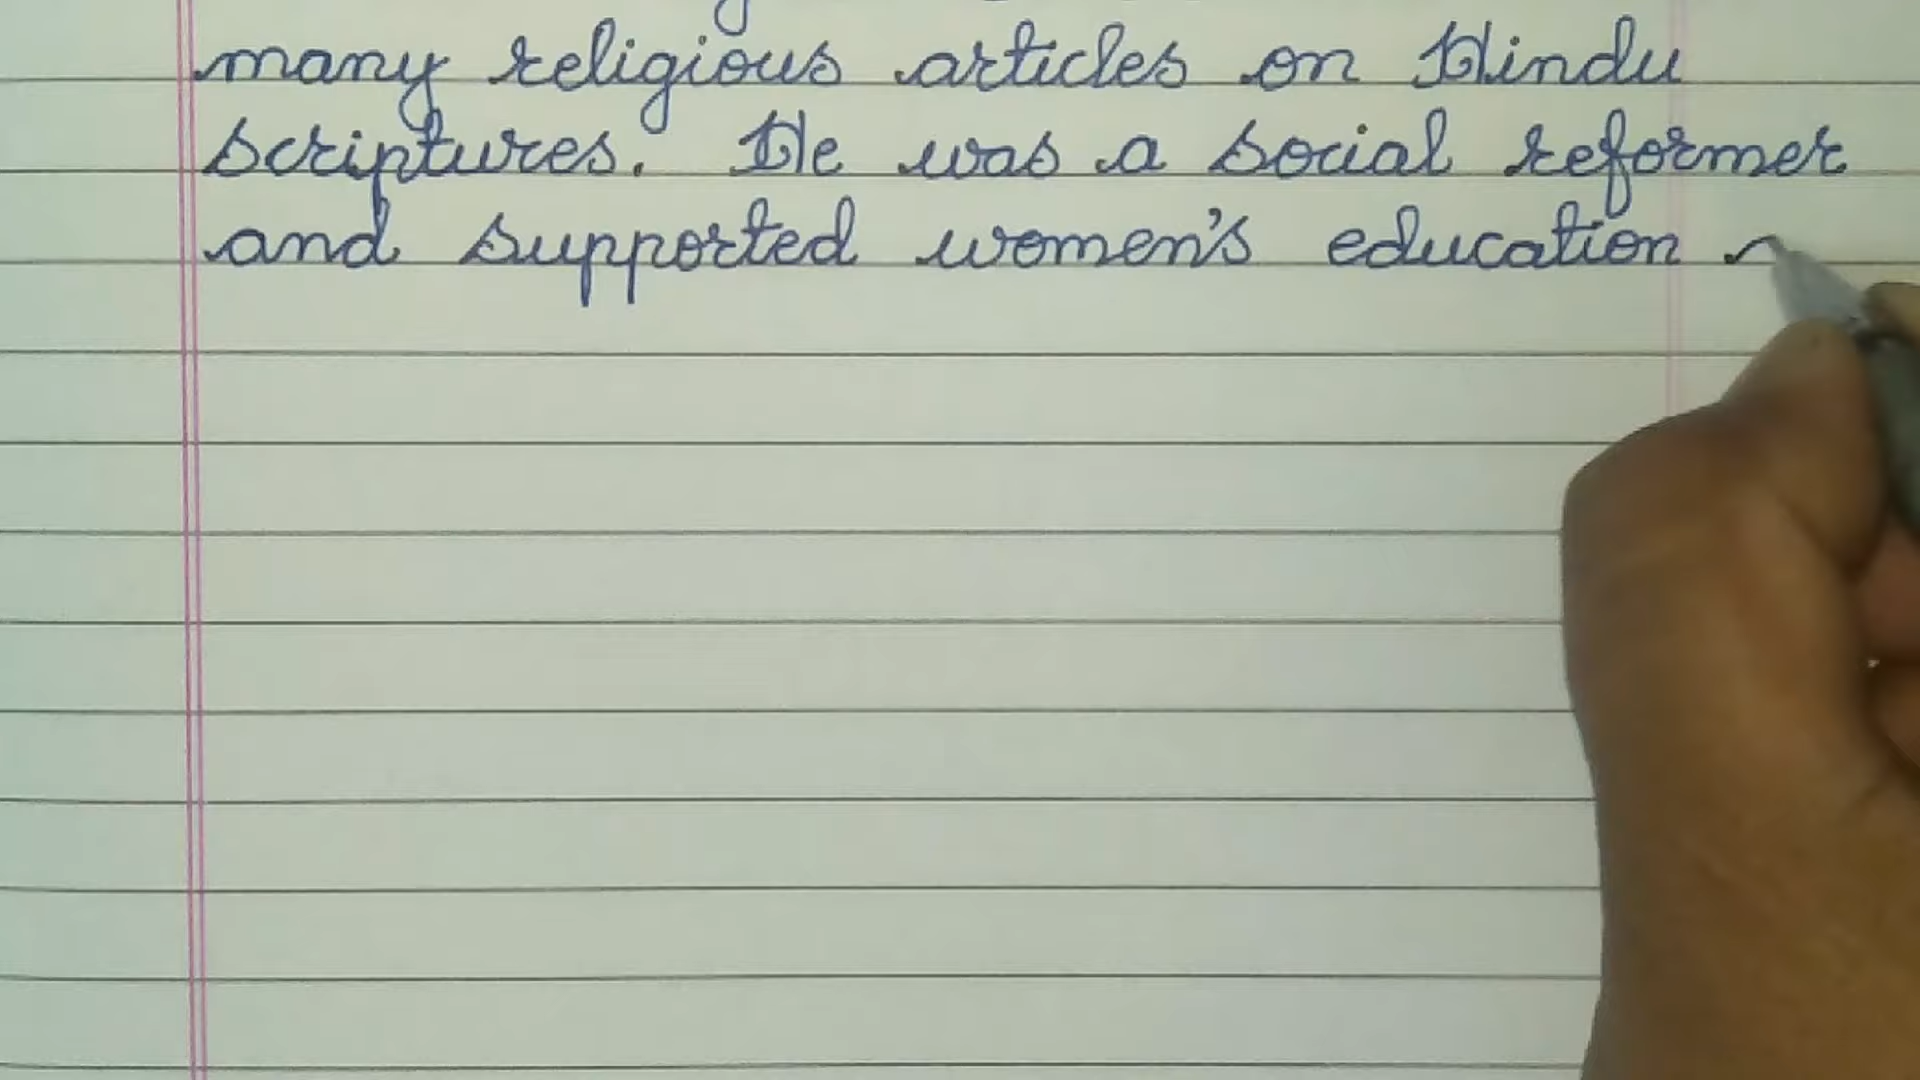 many religious articles on Hindu
scriptures. He was a social reformer
and supported women's education